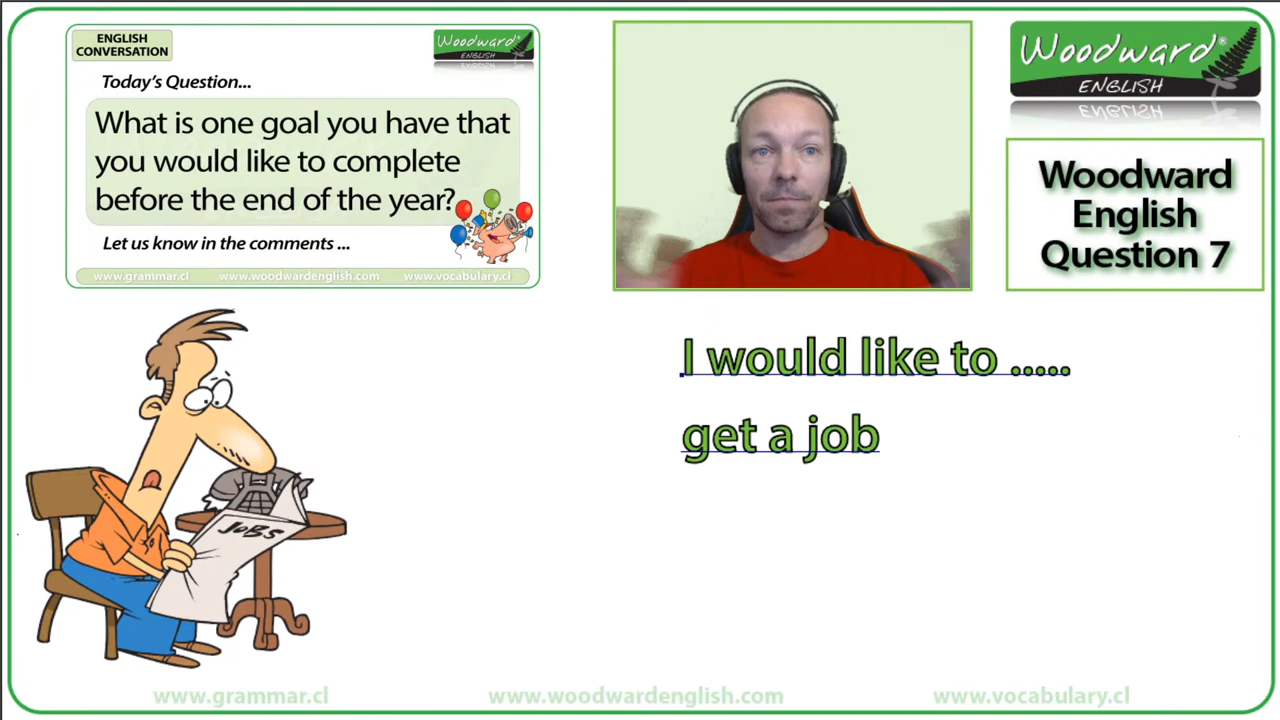 ENGLISH
CONVERSATION
Woodward
ENGLISH
Today's Question...
What is one goal you have that
you would like to complete
before the end of the year?
Let us know in the comments ...
www.grammar.cl www.woodwardenglish.com www.vocabulary.cl
Woodward®
ENGLISH
Woodward
English
Question 7
I would like to .....
get a job
JOBS
www.grammar.cl www.woodwardenglish.com www.vocabulary.cl